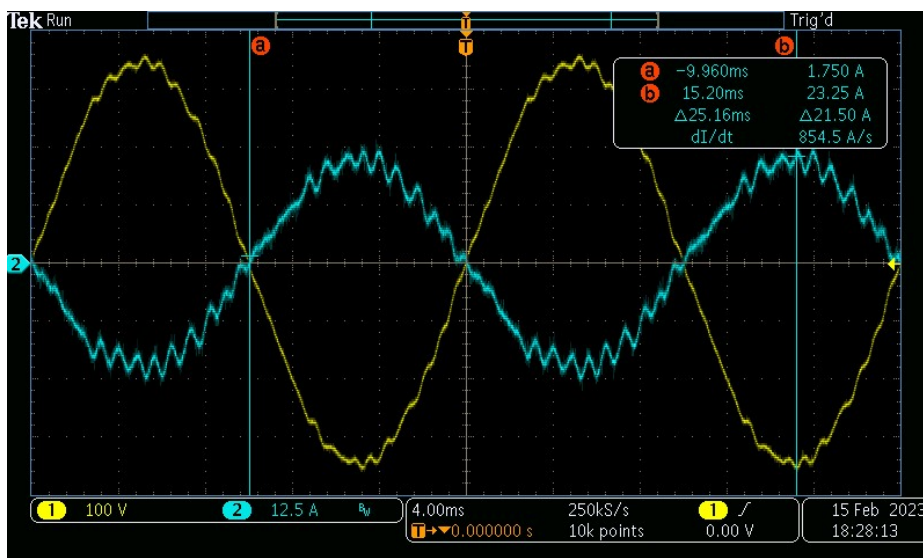 Tek Run Trig'd
T
a b
T
a -9.960ms 1.750 A
b 15.20ms 23.25 A
Δ25.16ms Δ21.50 A
dI/dt 854.5 A/s
2
1 100 V 2 12.5 A BW 4.00ms 250kS/s 1 15 Feb 2023
T→▼0.000000 s 10k points 0.00 V 18:28:13